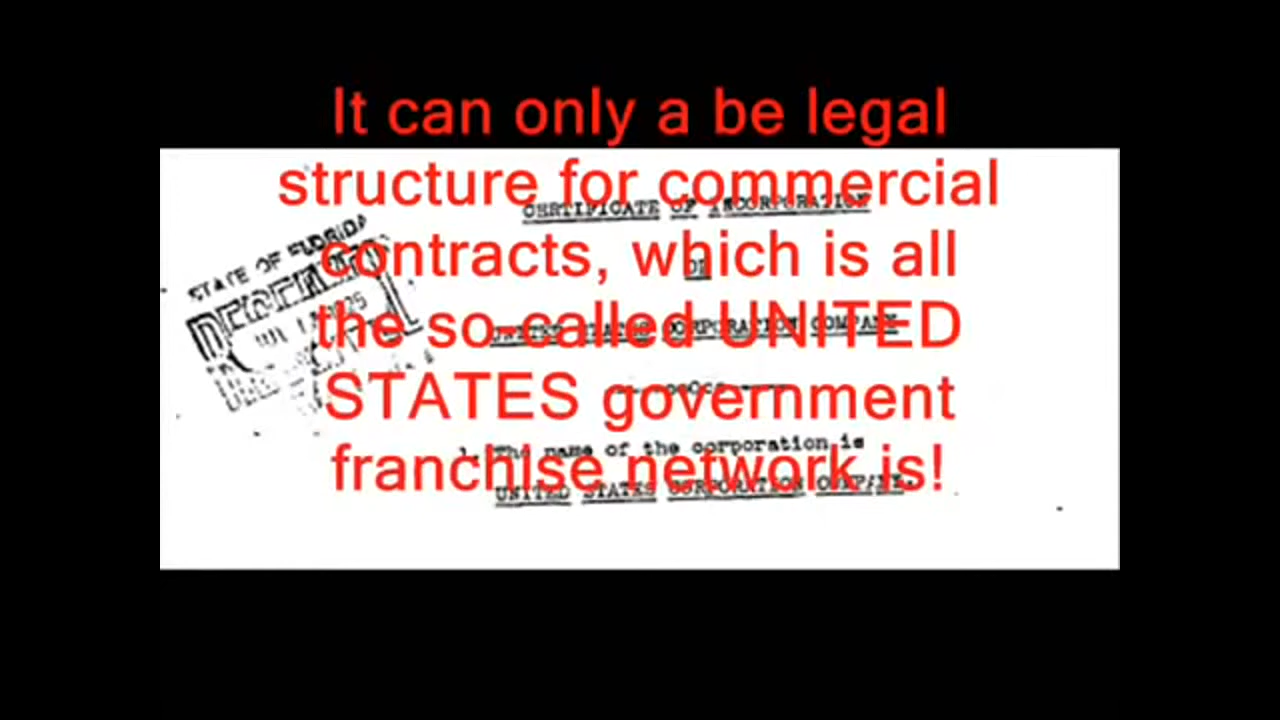 It can only a be legal
structure for commercial
contracts, which is all
the so-called UNITED
STATES government
franchise network is!
CERTIFICATE OF INCORPORATION
OF
UNITED STATES CORPORATION COMPANY
STATE OF FLORIDA
1. The name of the corporation is
UNITED STATES CORPORATION COMPANY.